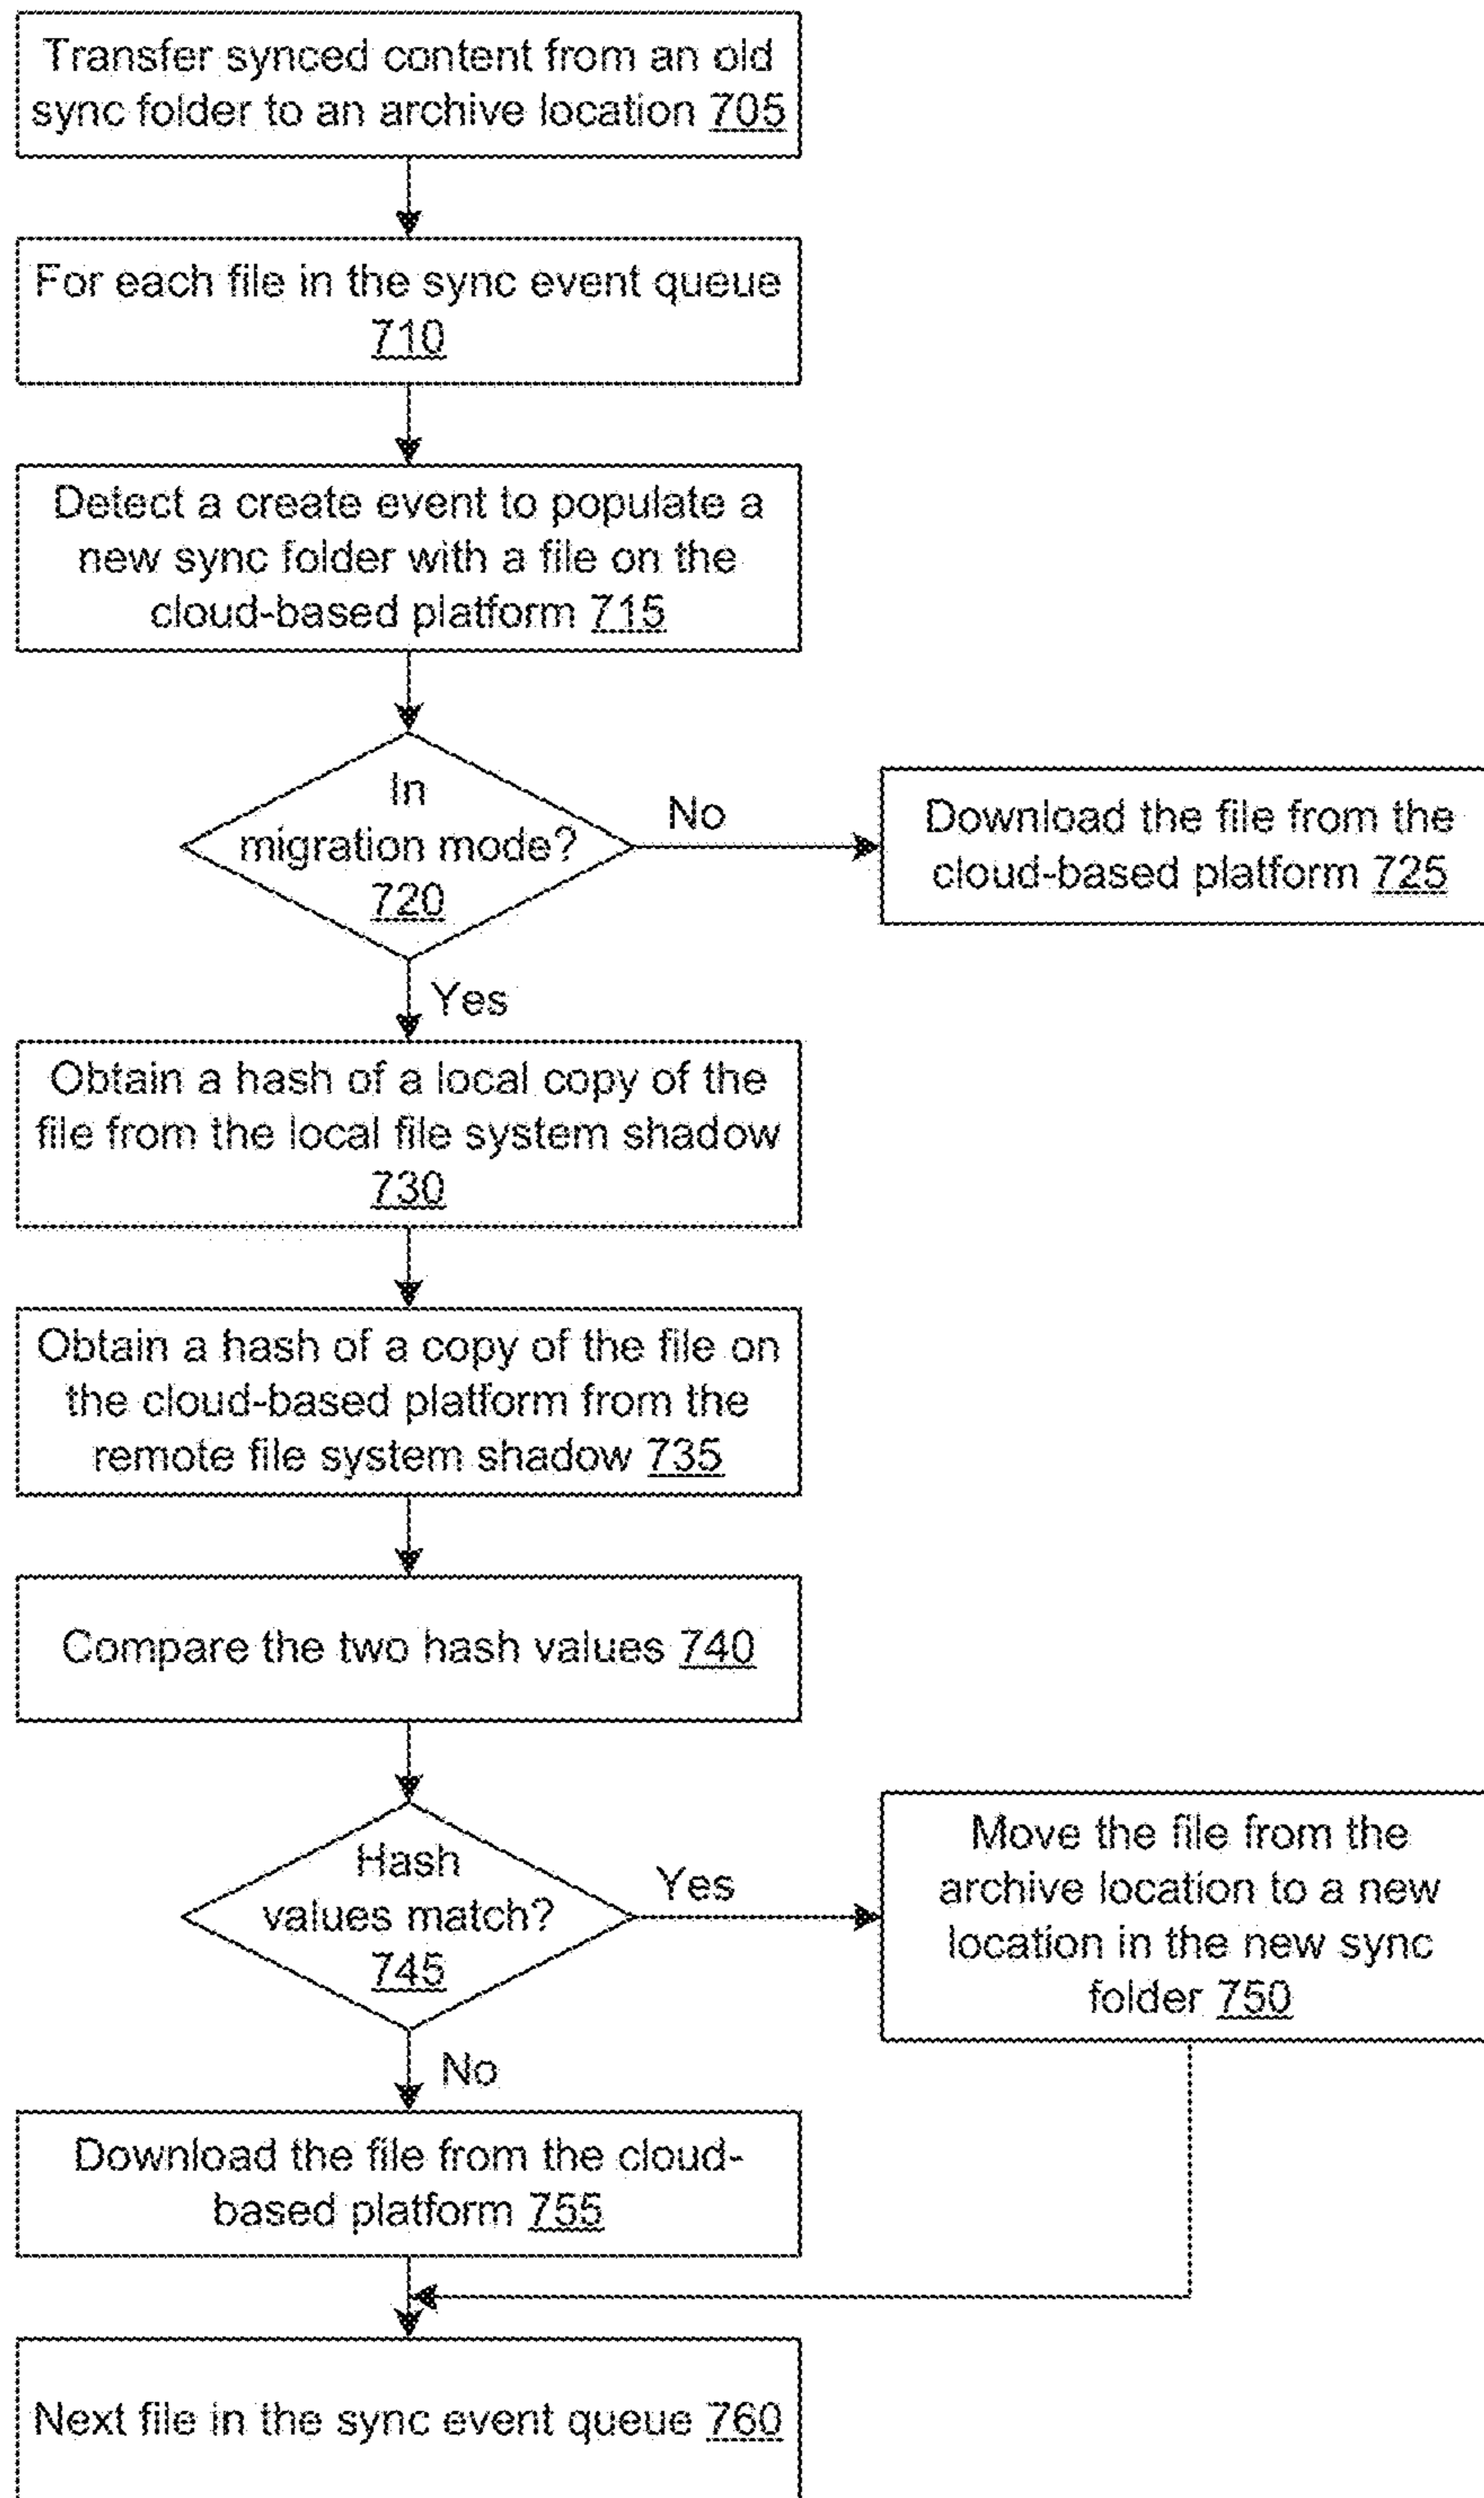 Transfer synced content from an old
sync folder to an archive location 705
For each file in the sync event queue
710
Detect a create event to populate a
new sync folder with a file on the
cloud-based platform 715
In
migration mode?
720
No
Download the file from the
cloud-based platform 725
Yes
Obtain a hash of a local copy of the
file from the local file system shadow
730
Obtain a hash of a copy of the file on
the cloud-based platform from the
remote file system shadow 735
Compare the two hash values 740
Hash
values match?
745
Yes
Move the file from the
archive location to a new
location in the new sync
folder 750
No
Download the file from the cloud-
based platform 755
Next file in the sync event queue 760